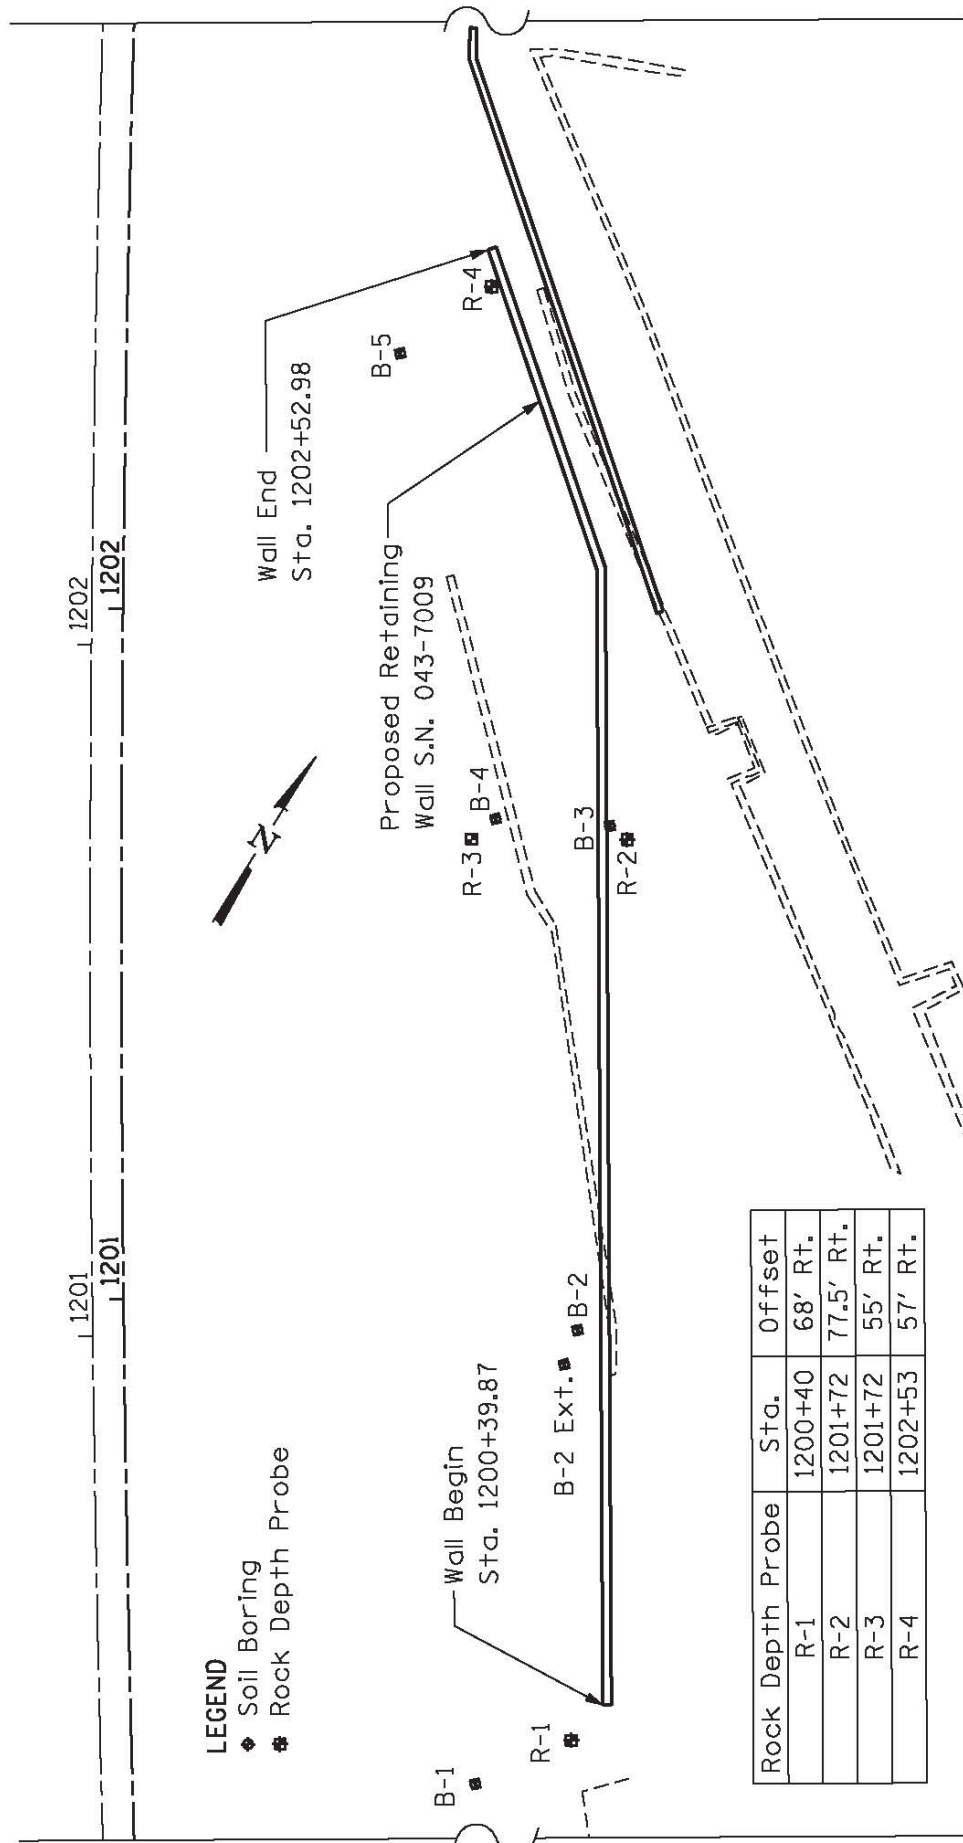 1201
1201
1202
1202
LEGEND
Soil Boring
Rock Depth Probe
Wall End
Sta. 1202+52.98
N
B-5
R-4
Proposed Retaining
Wall S.N. 043-7009
Wall Begin
Sta. 1200+39.87
B-1
R-1
B-2 Ext.
B-2
R-3
B-4
B-3
R-2
Rock Depth Probe Sta. Offset
R-1 1200+40 68' Rt.
R-2 1201+72 77.5' Rt.
R-3 1201+72 55' Rt.
R-4 1202+53 57' Rt.